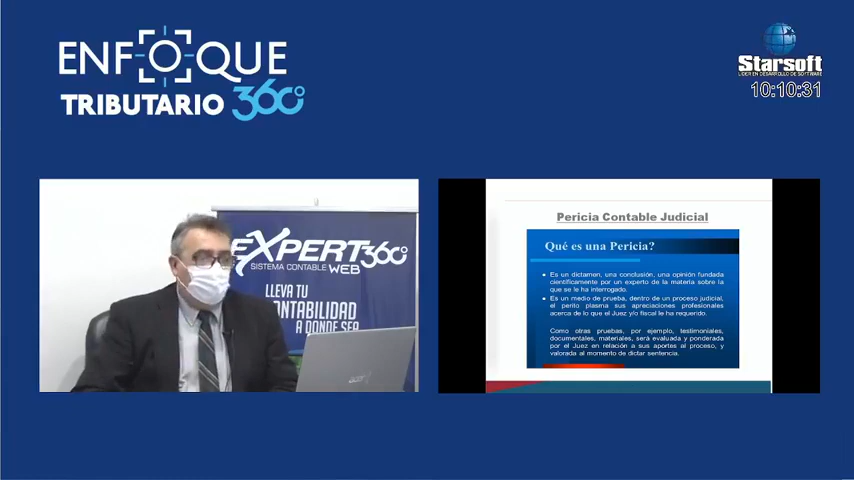 ENFOQUE
TRIBUTARIO 360°
Starsoft
LIDER EN DESARROLLO DE SOFTWARE
10:10:31
EXPERT360°
SISTEMA CONTABLE WEB
LLEVA TU
CONTABILIDAD
A DONDE SEA
Pericia Contable Judicial
Qué es una Pericia?
• Es un dictamen, una conclusión, una opinión fundada
científicamente por un experto de la materia sobre la
que se le ha interrogado.
• Es un medio de prueba, dentro de un proceso judicial,
el perito plasma sus apreciaciones profesionales
acerca de lo que el Juez y/o fiscal le ha requerido.
Como otras pruebas, por ejemplo, testimoniales,
documentales, materiales, será evaluada y ponderada
por el Juez en relación a sus aportes al proceso, y
valorada al momento de dictar sentencia.